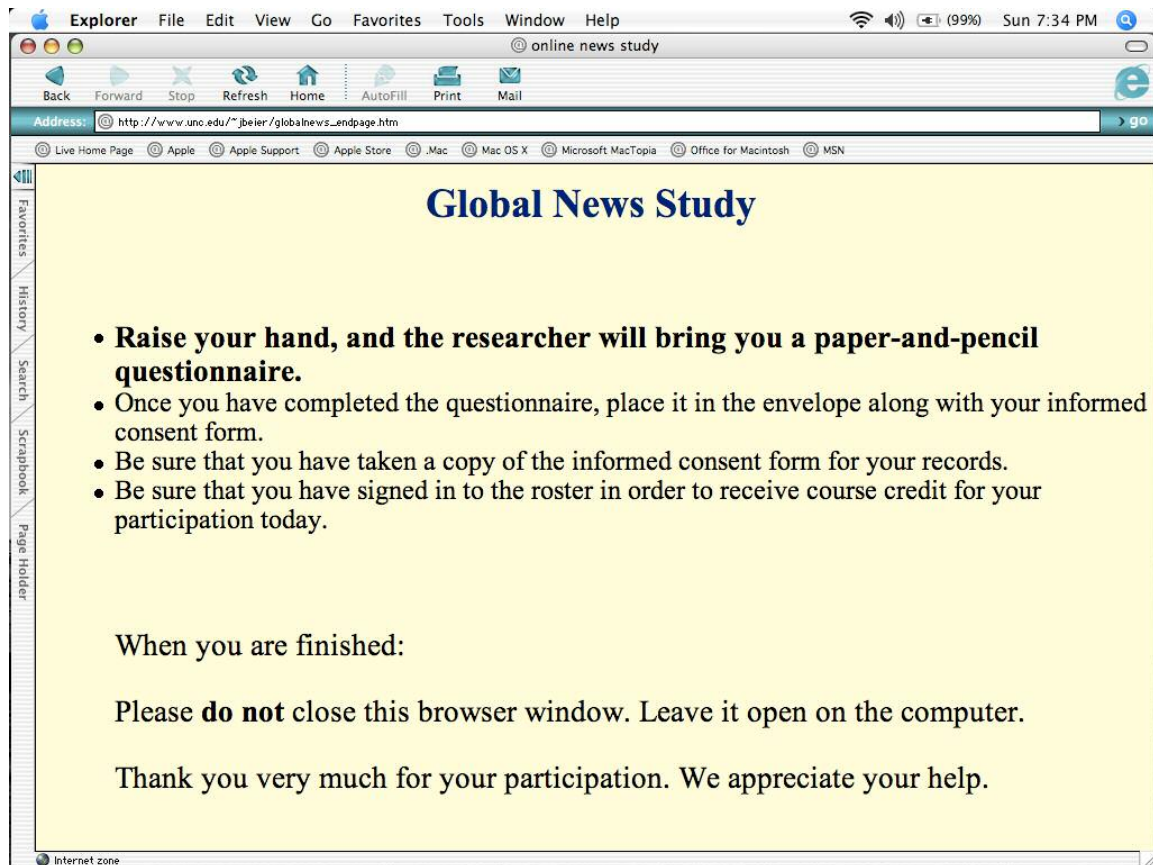 Explorer File Edit View Go Favorites Tools Window Help (99%) Sun 7:34 PM
online news study
Back Forward Stop Refresh Home AutoFill Print Mail
Address: http://www.unc.edu/~jbeier/globalnews_endpage.htm go
Live Home Page Apple Apple Support Apple Store .Mac Mac OS X Microsoft MacTopia Office for Macintosh MSN
Favorites
History
Search
Scrapbook
Page Holder
Global News Study
• Raise your hand, and the researcher will bring you a paper-and-pencil
questionnaire.
• Once you have completed the questionnaire, place it in the envelope along with your informed
consent form.
• Be sure that you have taken a copy of the informed consent form for your records.
• Be sure that you have signed in to the roster in order to receive course credit for your
participation today.
When you are finished:
Please do not close this browser window. Leave it open on the computer.
Thank you very much for your participation. We appreciate your help.
Internet zone